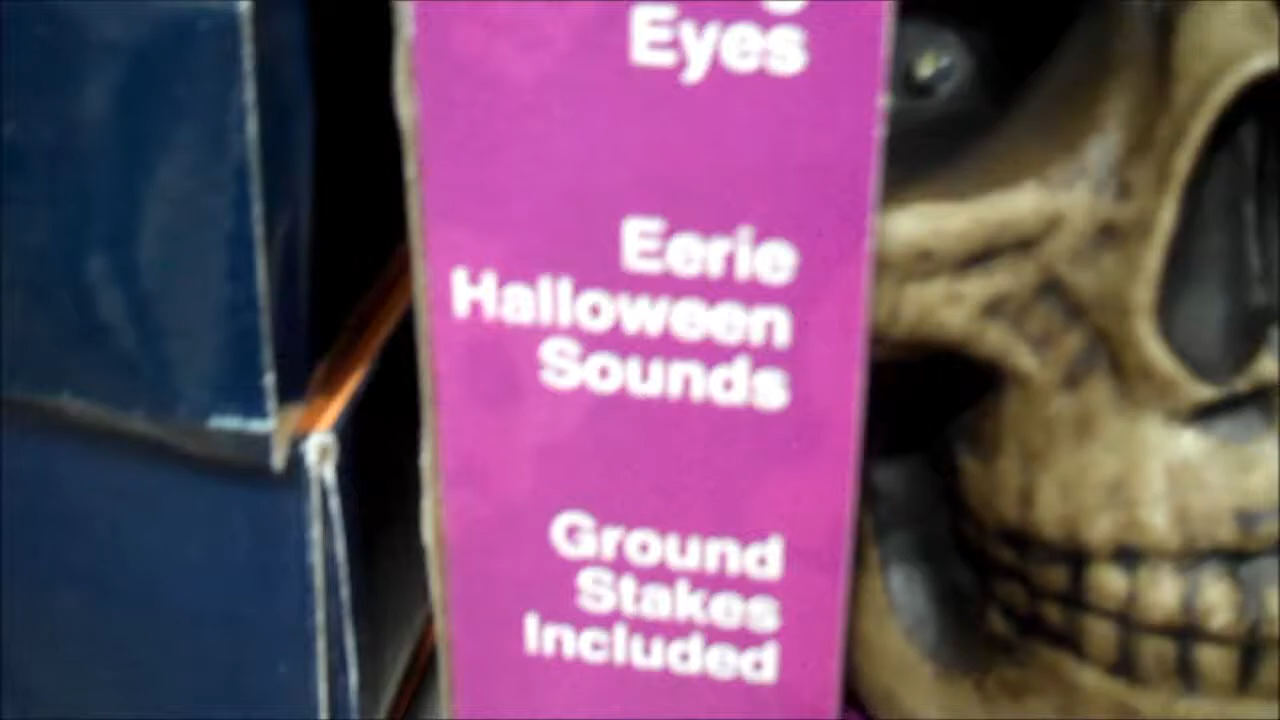 Eyes
Eerie
Halloween
Sounds
Ground
Stakes
Included